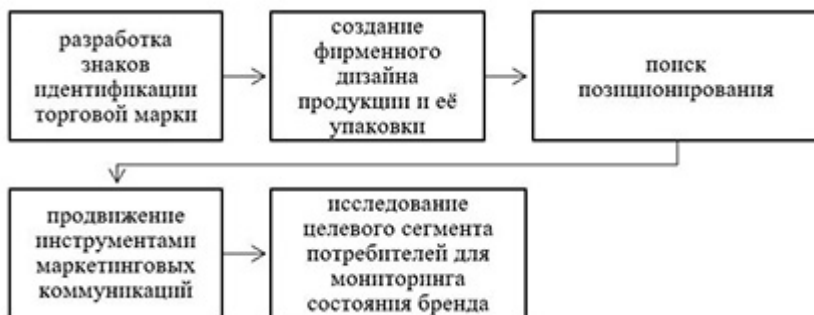 разработка
знаков
идентификации
торговой марки
создание
фирменного
дизайна
продукции и её
упаковки
поиск
позиционирования
продвижение
инструментами
маркетинговых
коммуникаций
исследование
целевого сегмента
потребителей для
мониторинга
состояния бренда